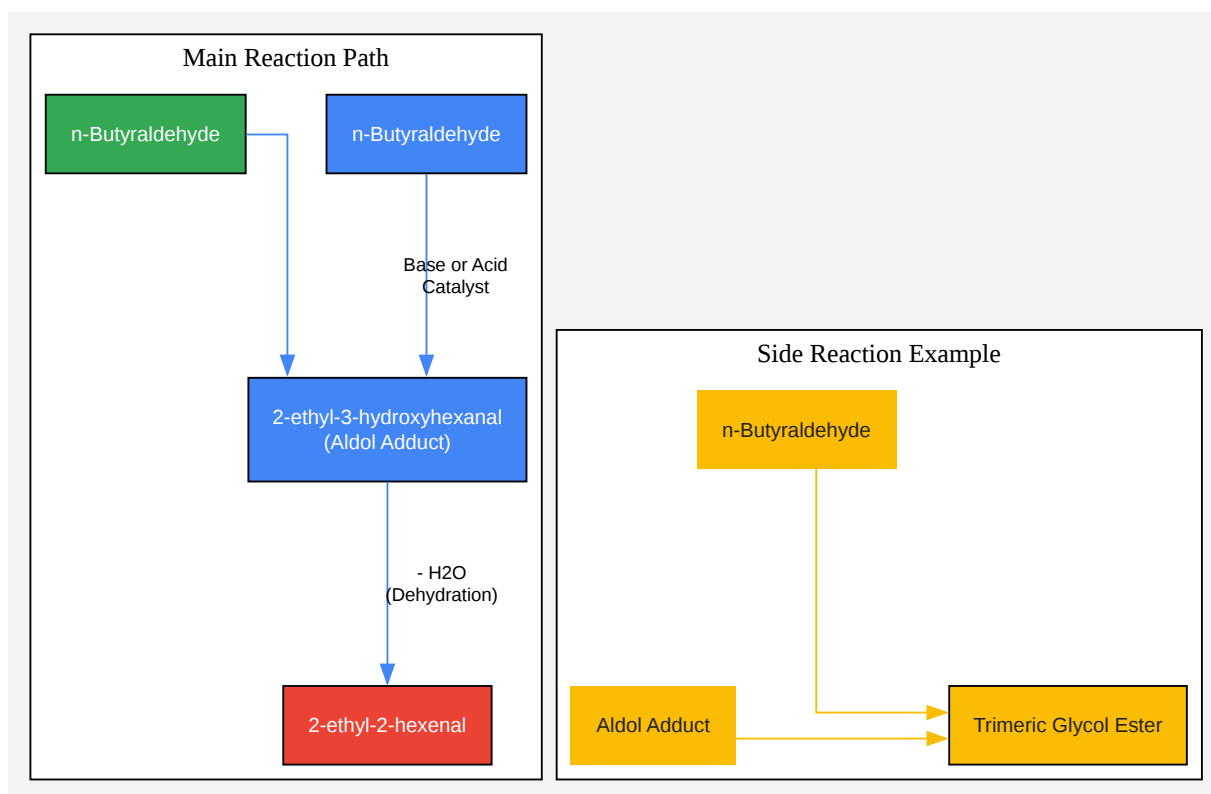 Main Reaction Path
n-Butyraldehyde
n-Butyraldehyde
Base or Acid
Catalyst
2-ethyl-3-hydroxyhexanal
(Aldol Adduct)
- H2O
(Dehydration)
2-ethyl-2-hexenal
Side Reaction Example
n-Butyraldehyde
Aldol Adduct
Trimeric Glycol Ester